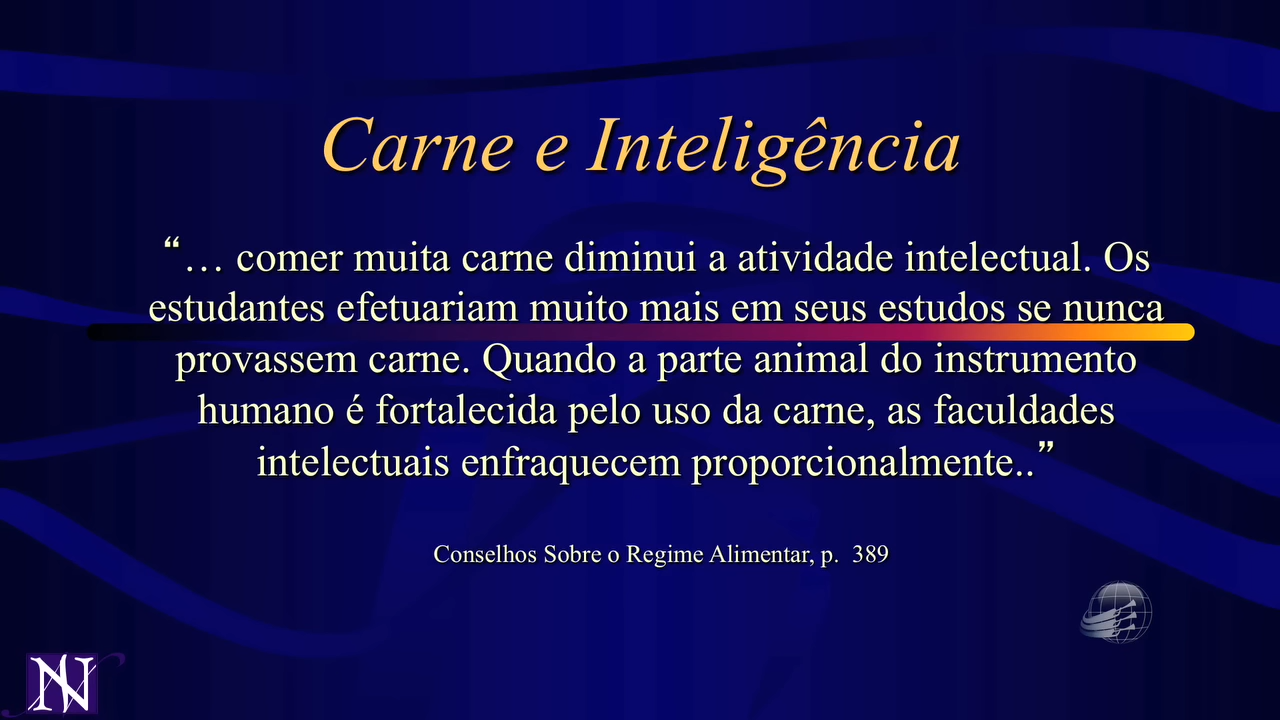 Carne e Inteligência
“… comer muita carne diminui a atividade intelectual. Os
estudantes efetuariam muito mais em seus estudos se nunca
provassem carne. Quando a parte animal do instrumento
humano é fortalecida pelo uso da carne, as faculdades
intelectuais enfraquecem proporcionalmente..”
Conselhos Sobre o Regime Alimentar, p.  389
N